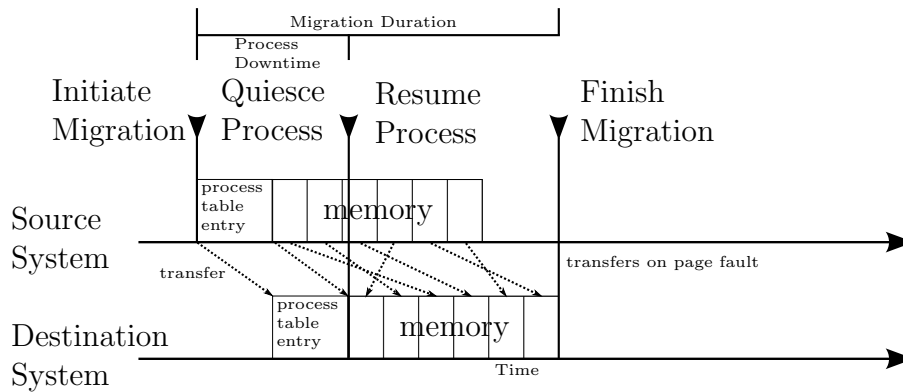 Migration Duration
Process
Downtime
Initiate
Migration
Quiesce
Process
Resume
Process
Finish
Migration
process
table
entry
memory
Source
System
transfer
transfers on page fault
process
table
entry
memory
Destination
System
Time